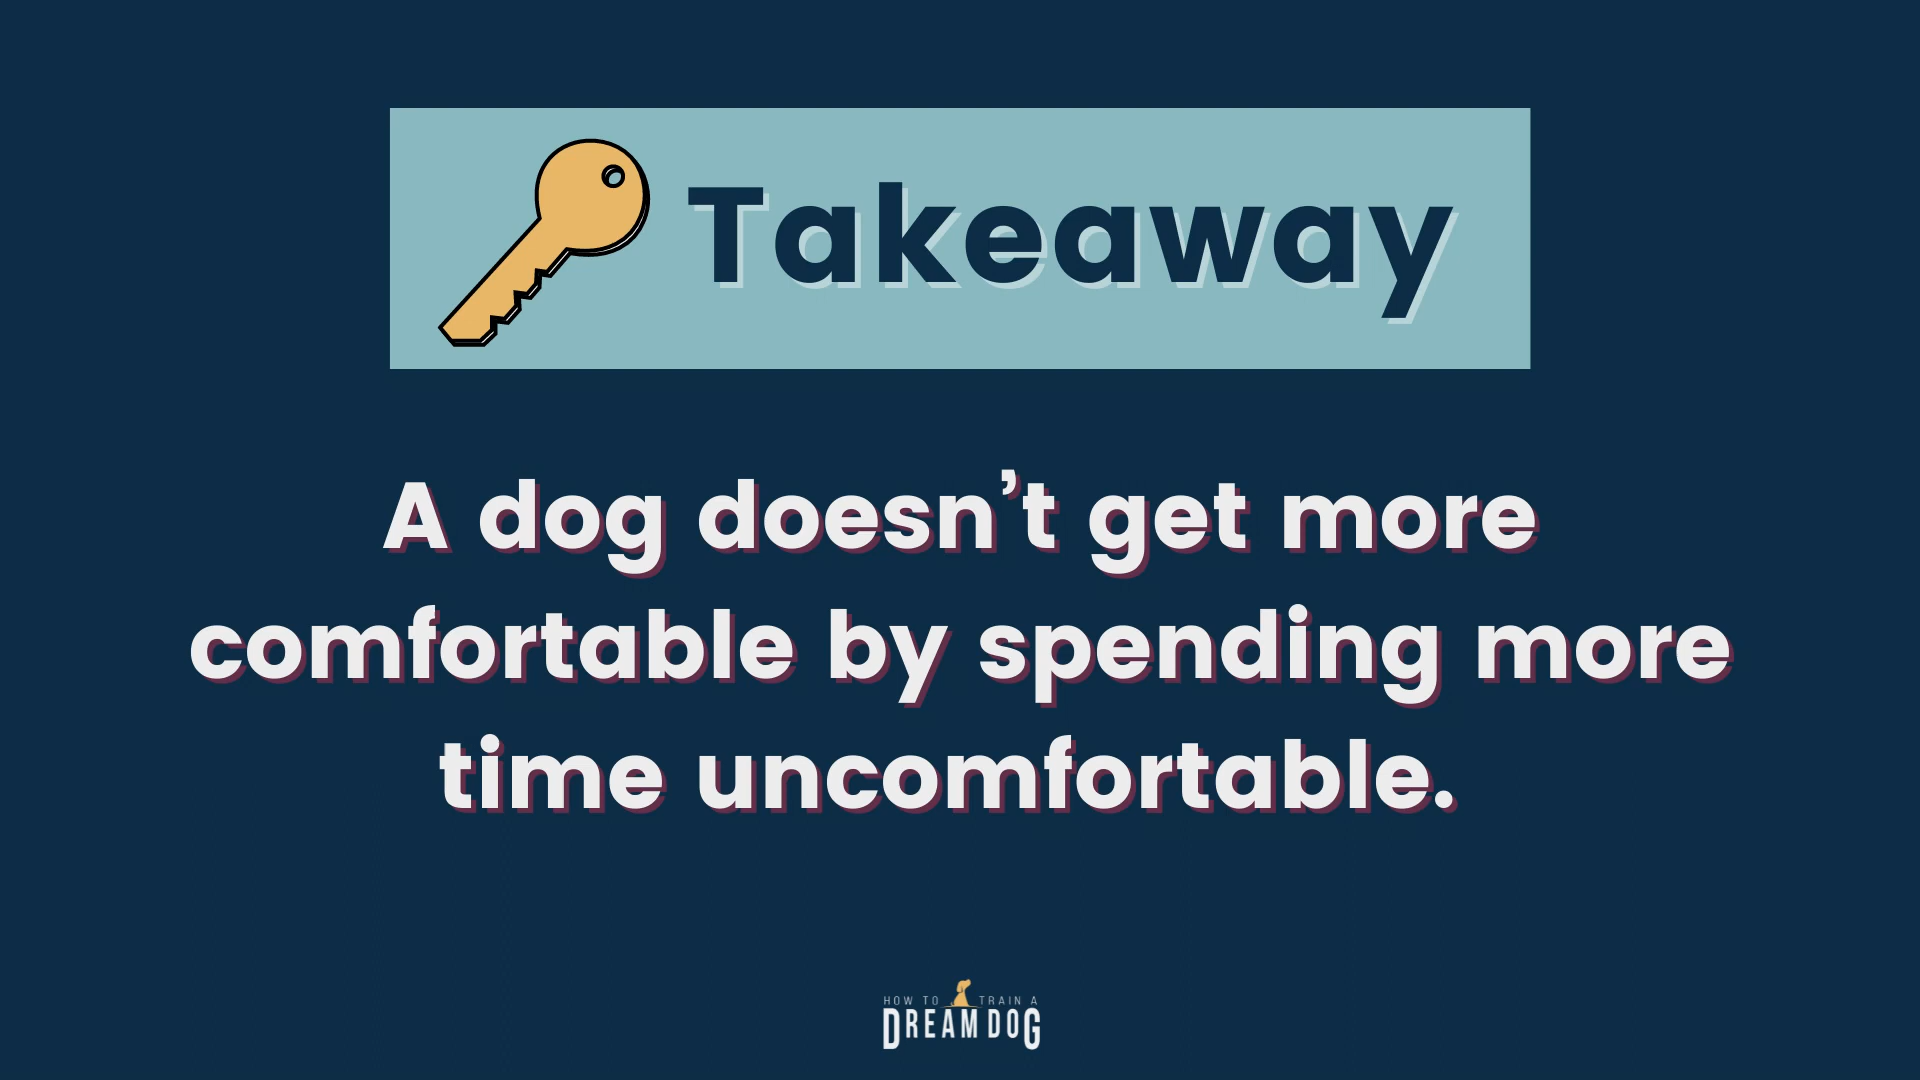 Takeaway
A dog doesn’t get more
comfortable by spending more
time uncomfortable.
HOW TO TRAIN A
DREAM DOG